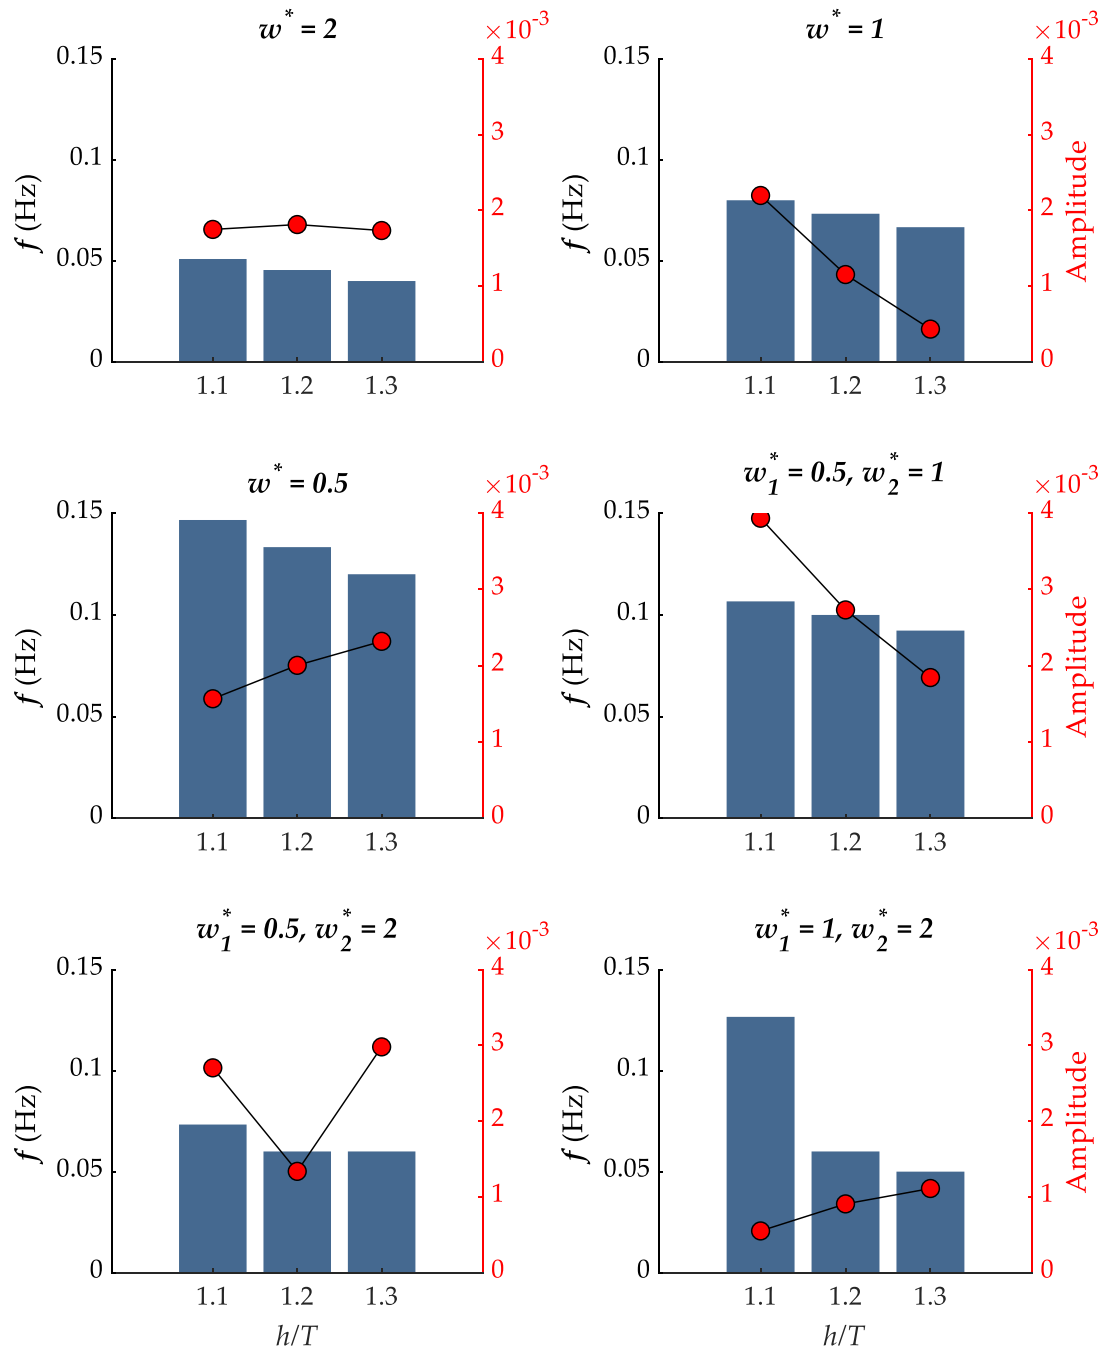 w* = 2
×10-3
0.15
0.1
0.05
0
f (Hz)
4
3
2
1
0
1.1 1.2 1.3
w* = 1
×10-3
0.15
0.1
0.05
0
f (Hz)
4
3
2
1
0
Amplitude
1.1 1.2 1.3
w* = 0.5
×10-3
0.15
0.1
0.05
0
f (Hz)
4
3
2
1
0
1.1 1.2 1.3
w1* = 0.5, w2* = 1
×10-3
0.15
0.1
0.05
0
f (Hz)
4
3
2
1
0
Amplitude
1.1 1.2 1.3
w1* = 0.5, w2* = 2
×10-3
0.15
0.1
0.05
0
f (Hz)
4
3
2
1
0
1.1 1.2 1.3
h/T
w1* = 1, w2* = 2
×10-3
0.15
0.1
0.05
0
f (Hz)
4
3
2
1
0
Amplitude
1.1 1.2 1.3
h/T